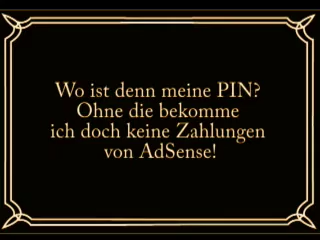 Wo ist denn meine PIN?
Ohne die bekomme
ich doch keine Zahlungen
von AdSense!